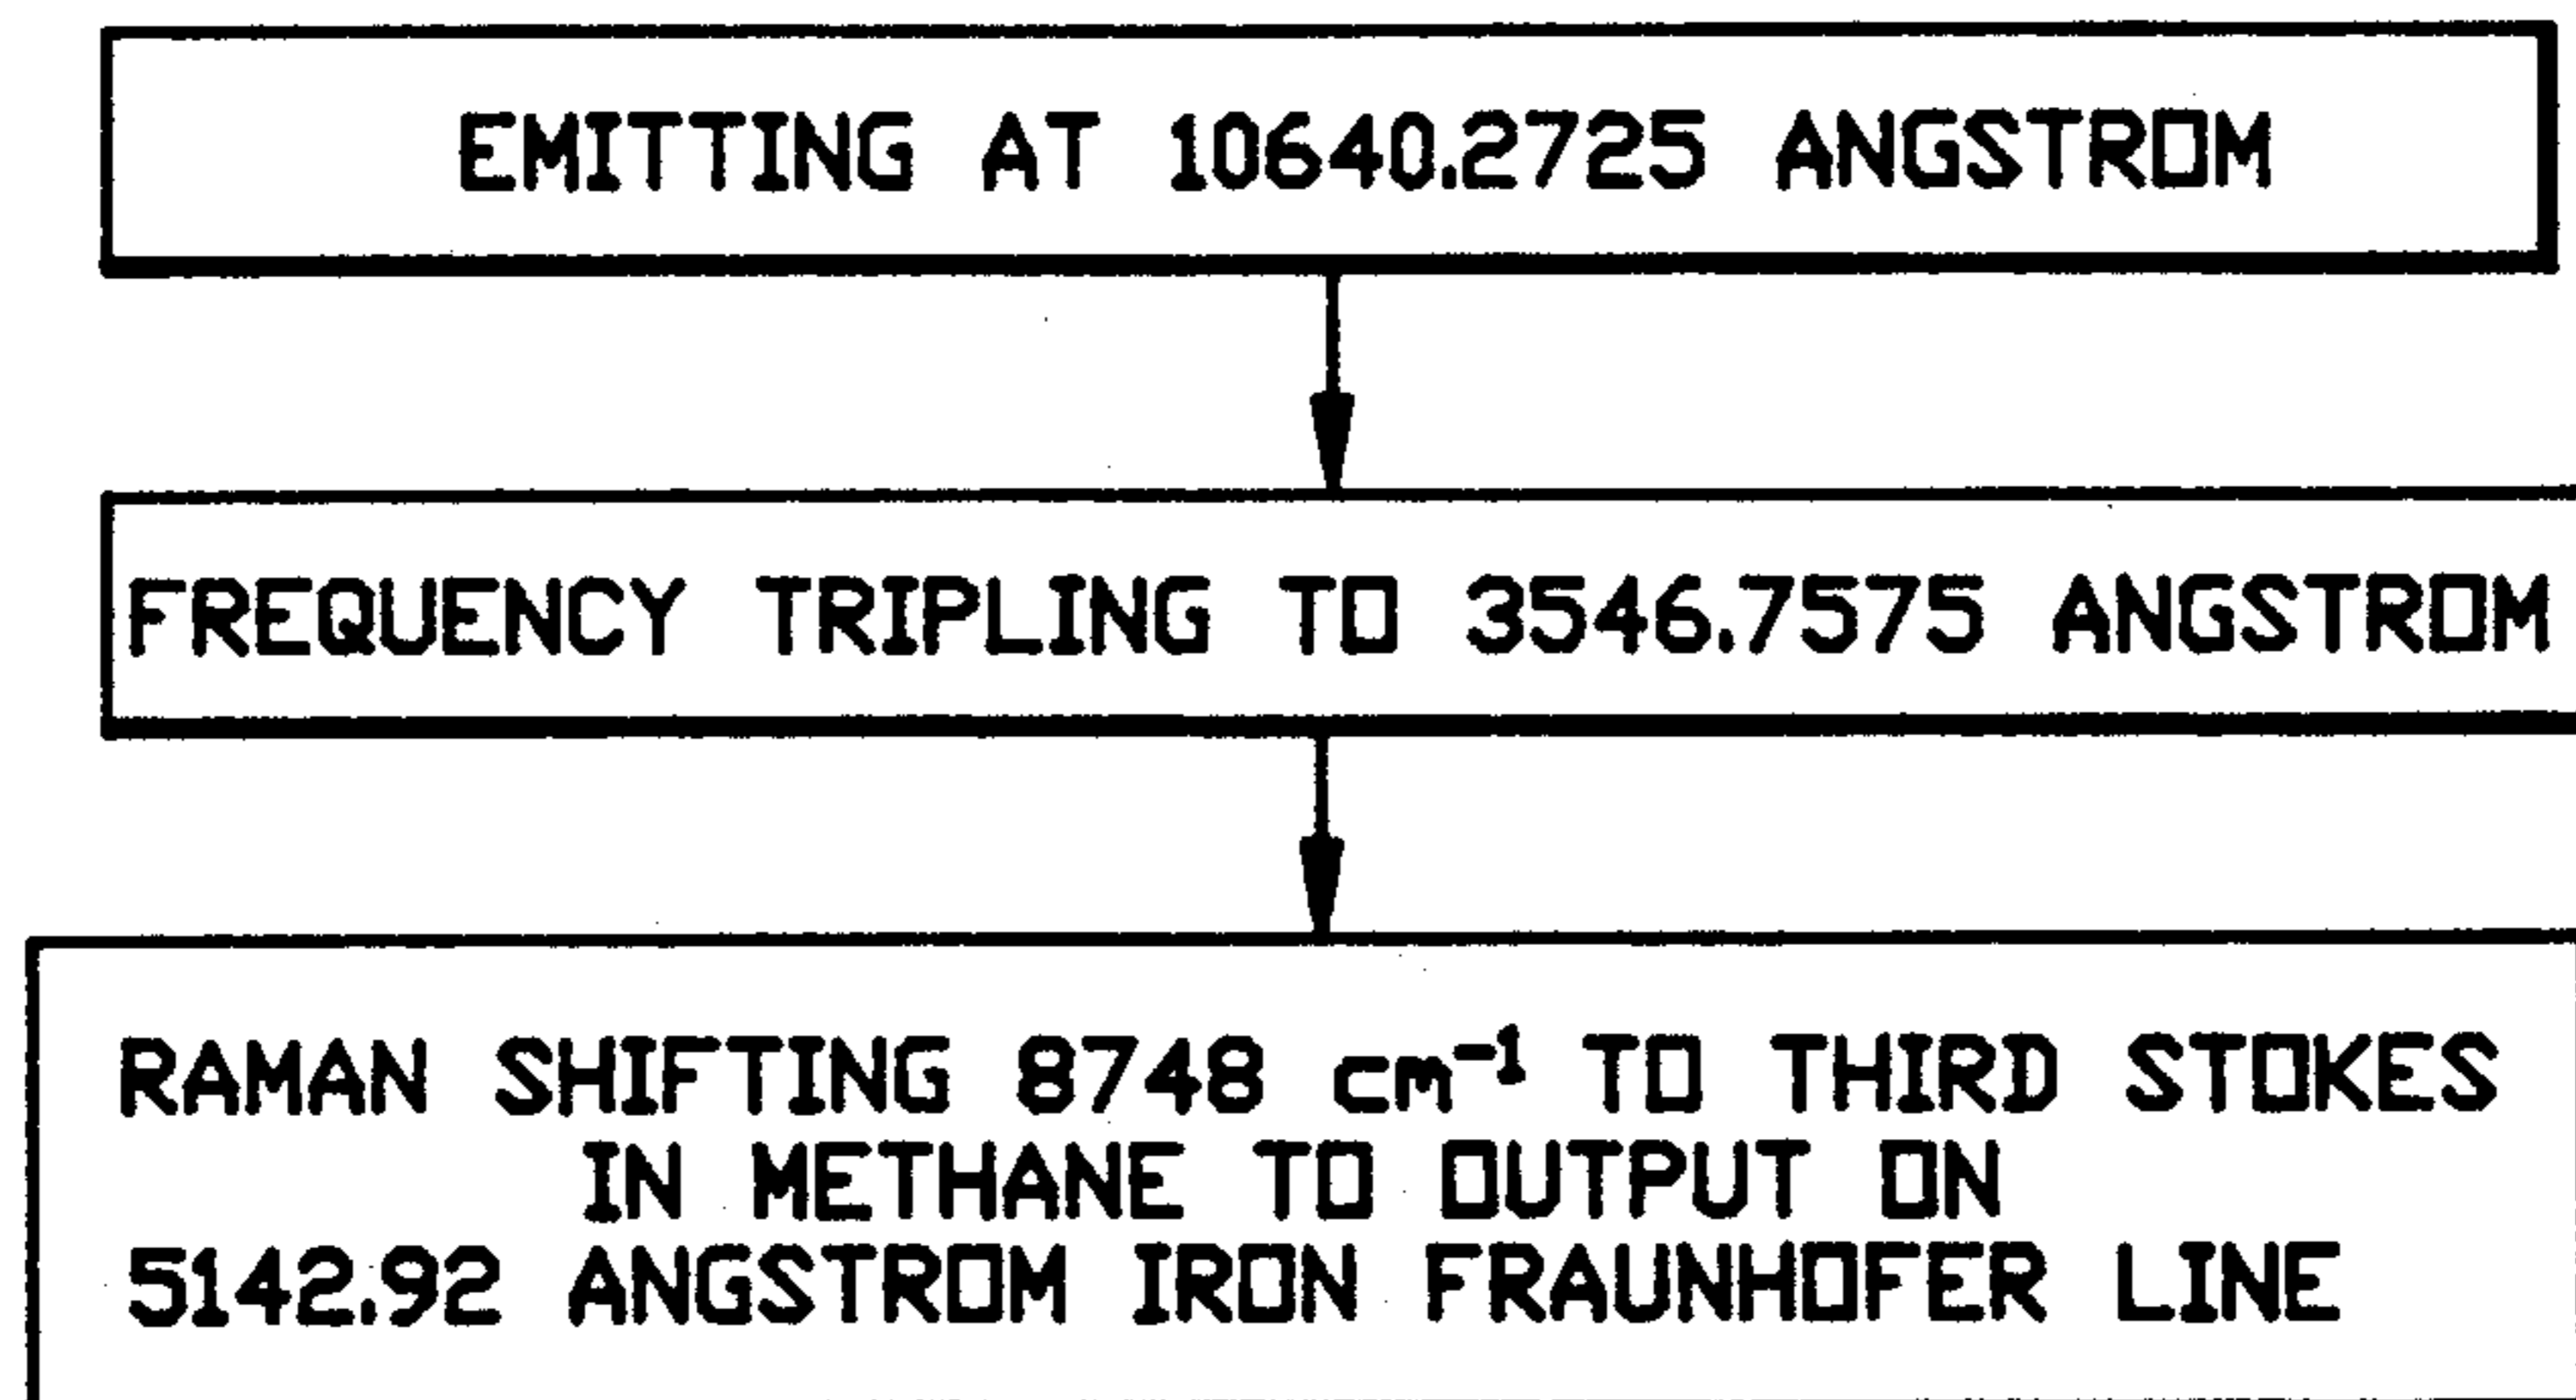 EMITTING AT 10640.2725 ANGSTROM
FREQUENCY TRIPLING TO 3546.7575 ANGSTROM
RAMAN SHIFTING 8748 cm⁻¹ TO THIRD STOKES
IN METHANE TO OUTPUT ON
5142.92 ANGSTROM IRON FRAUNHOFER LINE